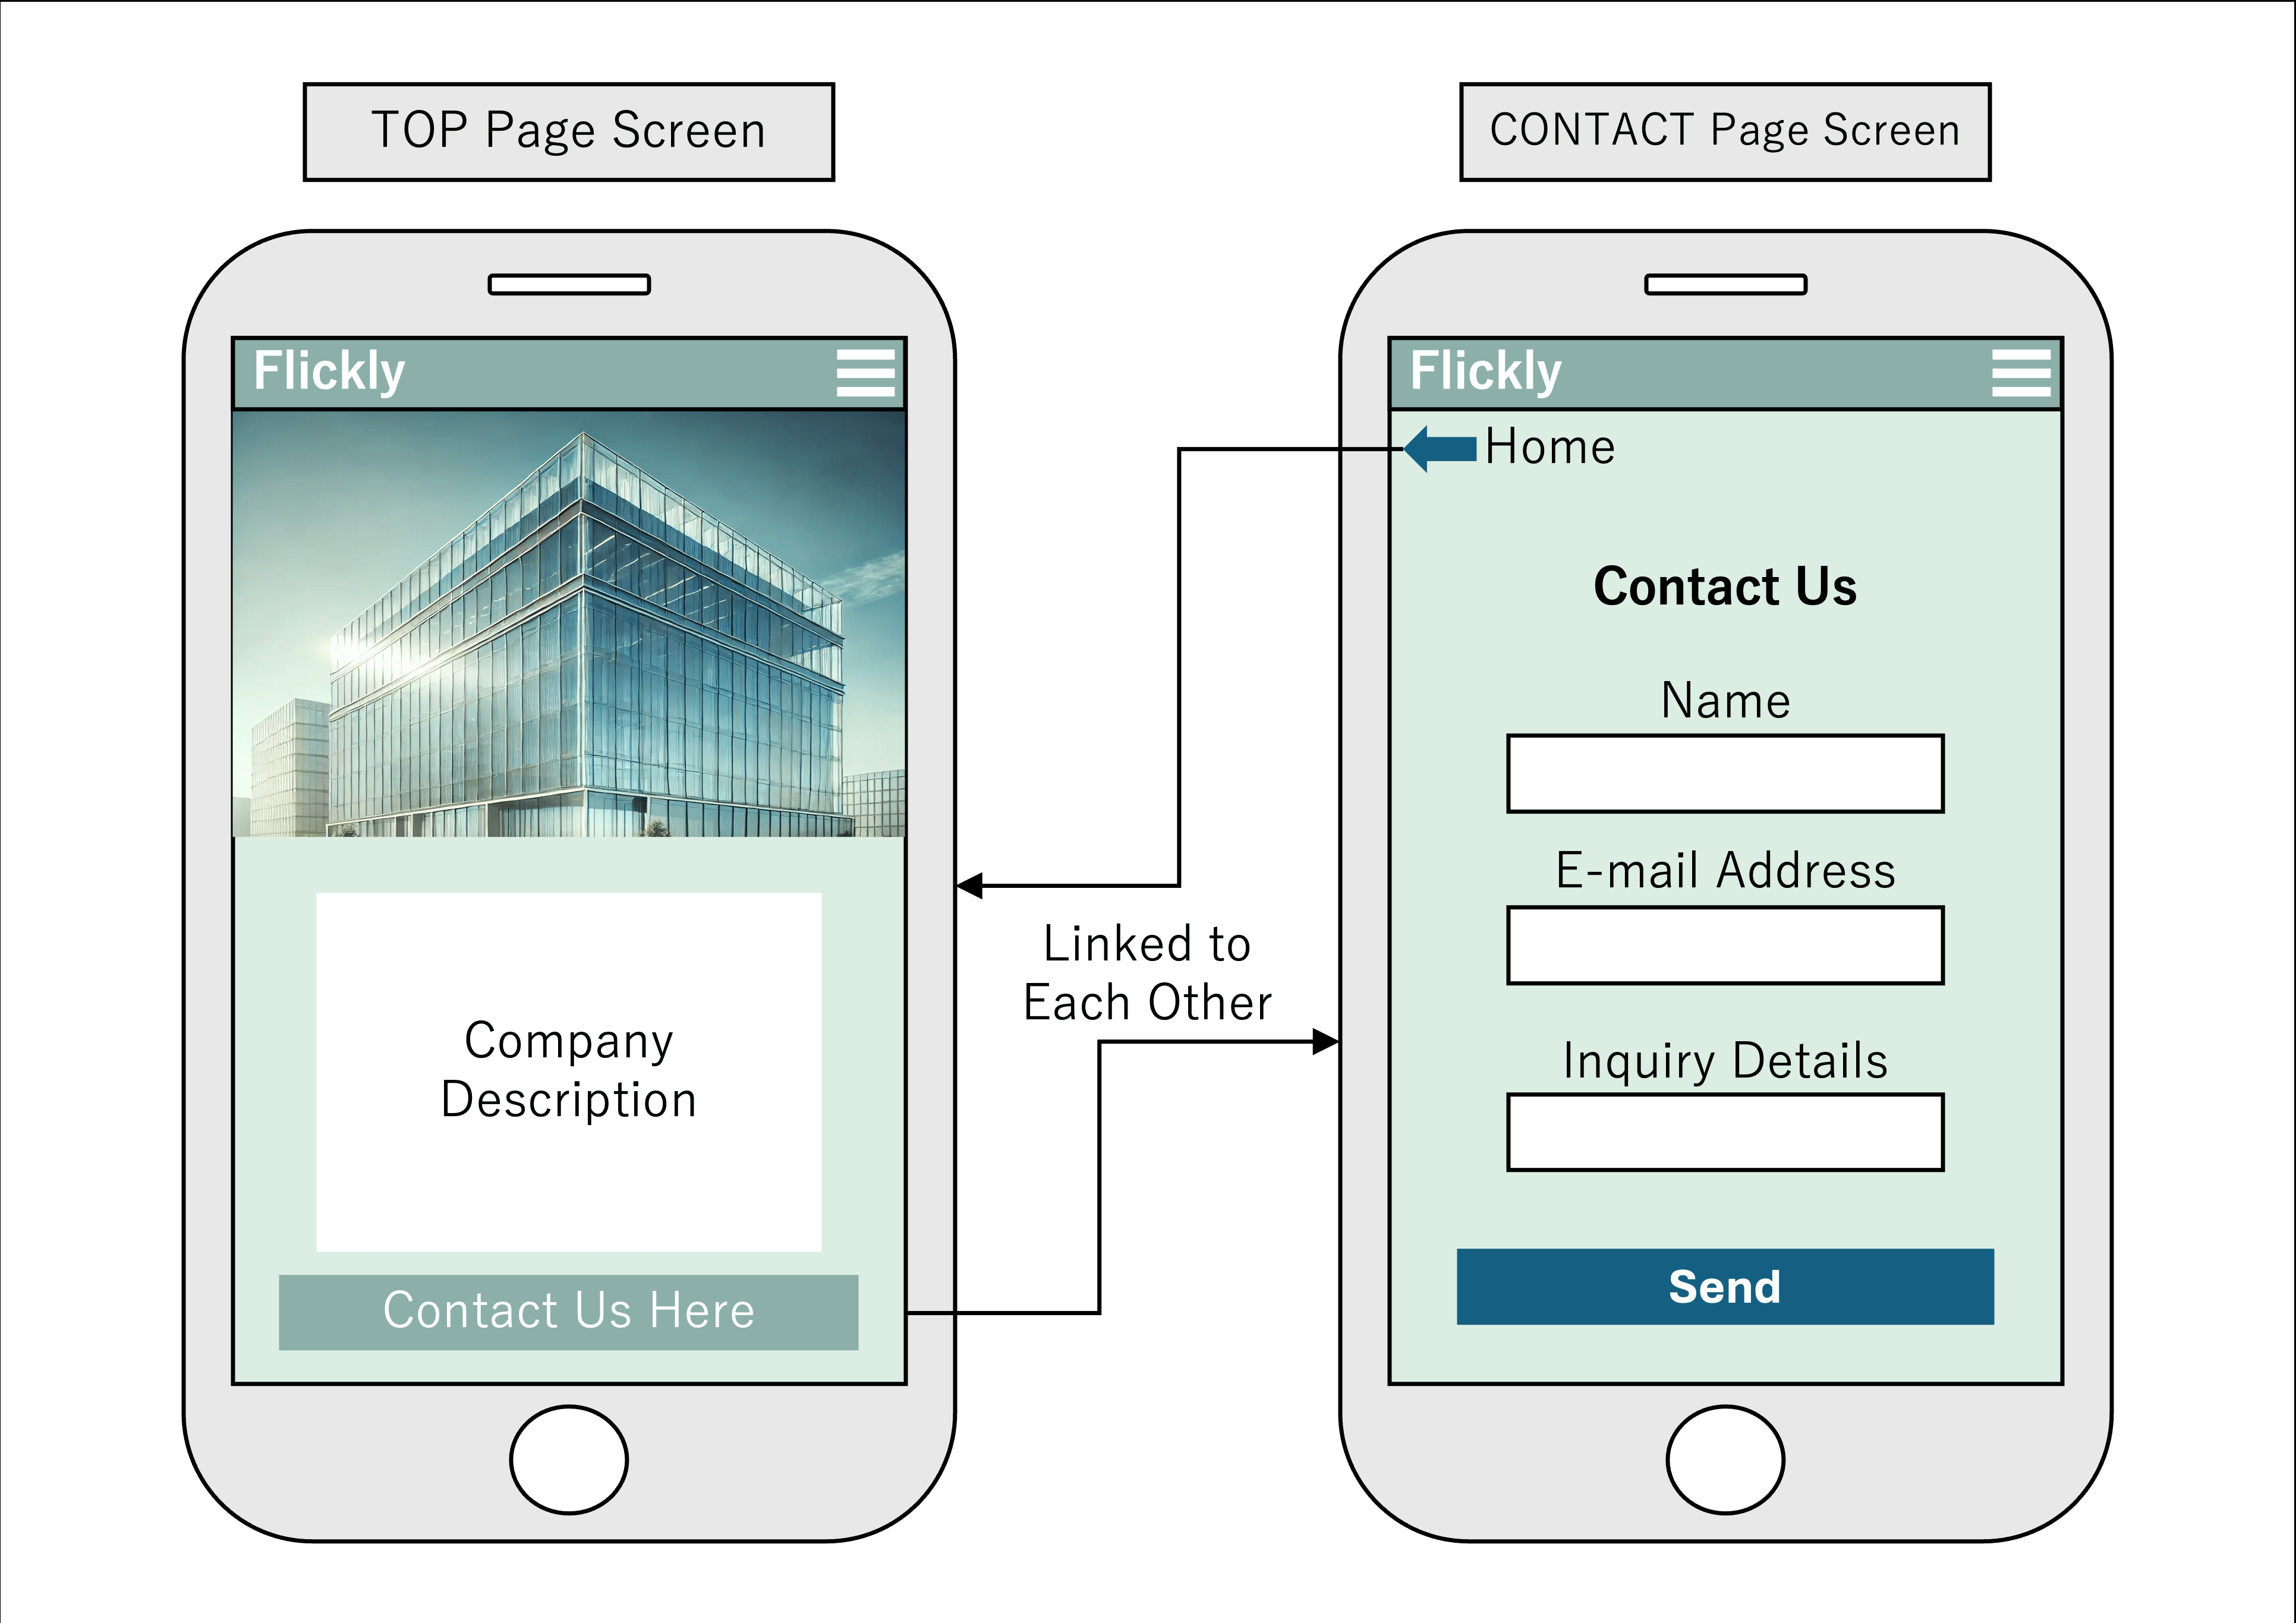 TOP Page Screen
CONTACT Page Screen
Flickly
Company
Description
Contact Us Here
Linked to
Each Other
Flickly
Home
Contact Us
Name
E-mail Address
Inquiry Details
Send